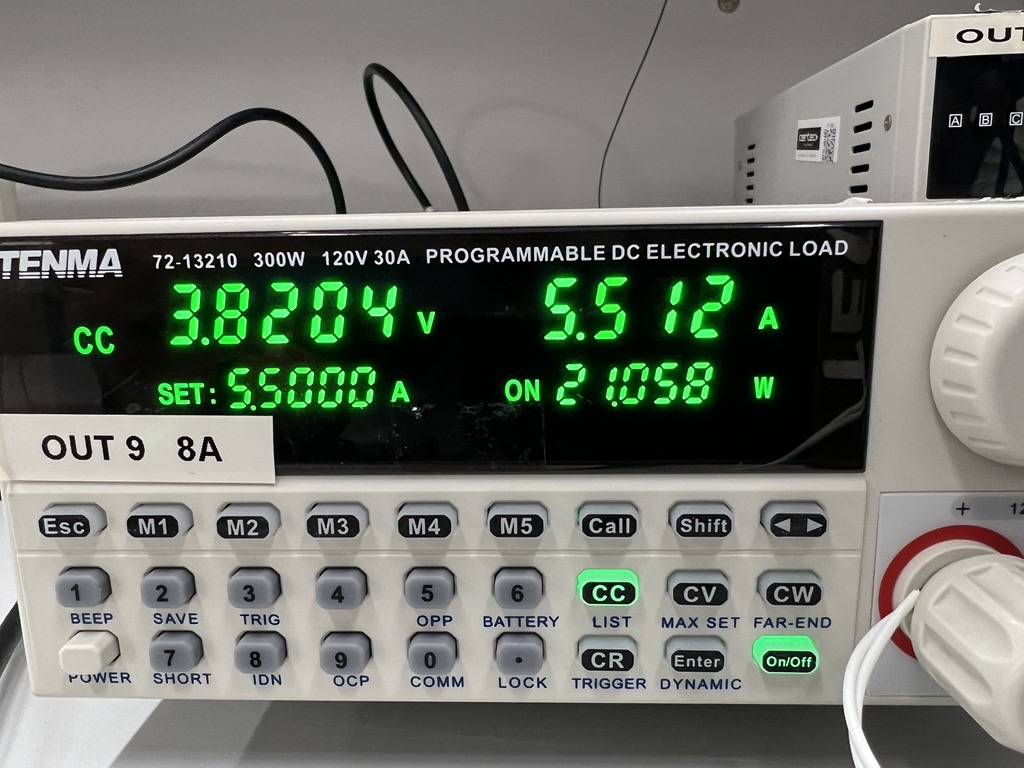 OUT
A B C
TENMA 72-13210 300W 120V 30A PROGRAMMABLE DC ELECTRONIC LOAD
CC 3.8204 V 5.512 A
SET: 5.5000 A ON 21.058 W
OUT 9 8A
Esc M1 M2 M3 M4 M5 Call Shift
+ 12
1 2 3 4 5 6 CC CV CW
BEEP SAVE TRIG OPP BATTERY LIST MAX SET FAR-END
7 8 9 0 . CR Enter On/Off
POWER SHORT IDN OCP COMM LOCK TRIGGER DYNAMIC